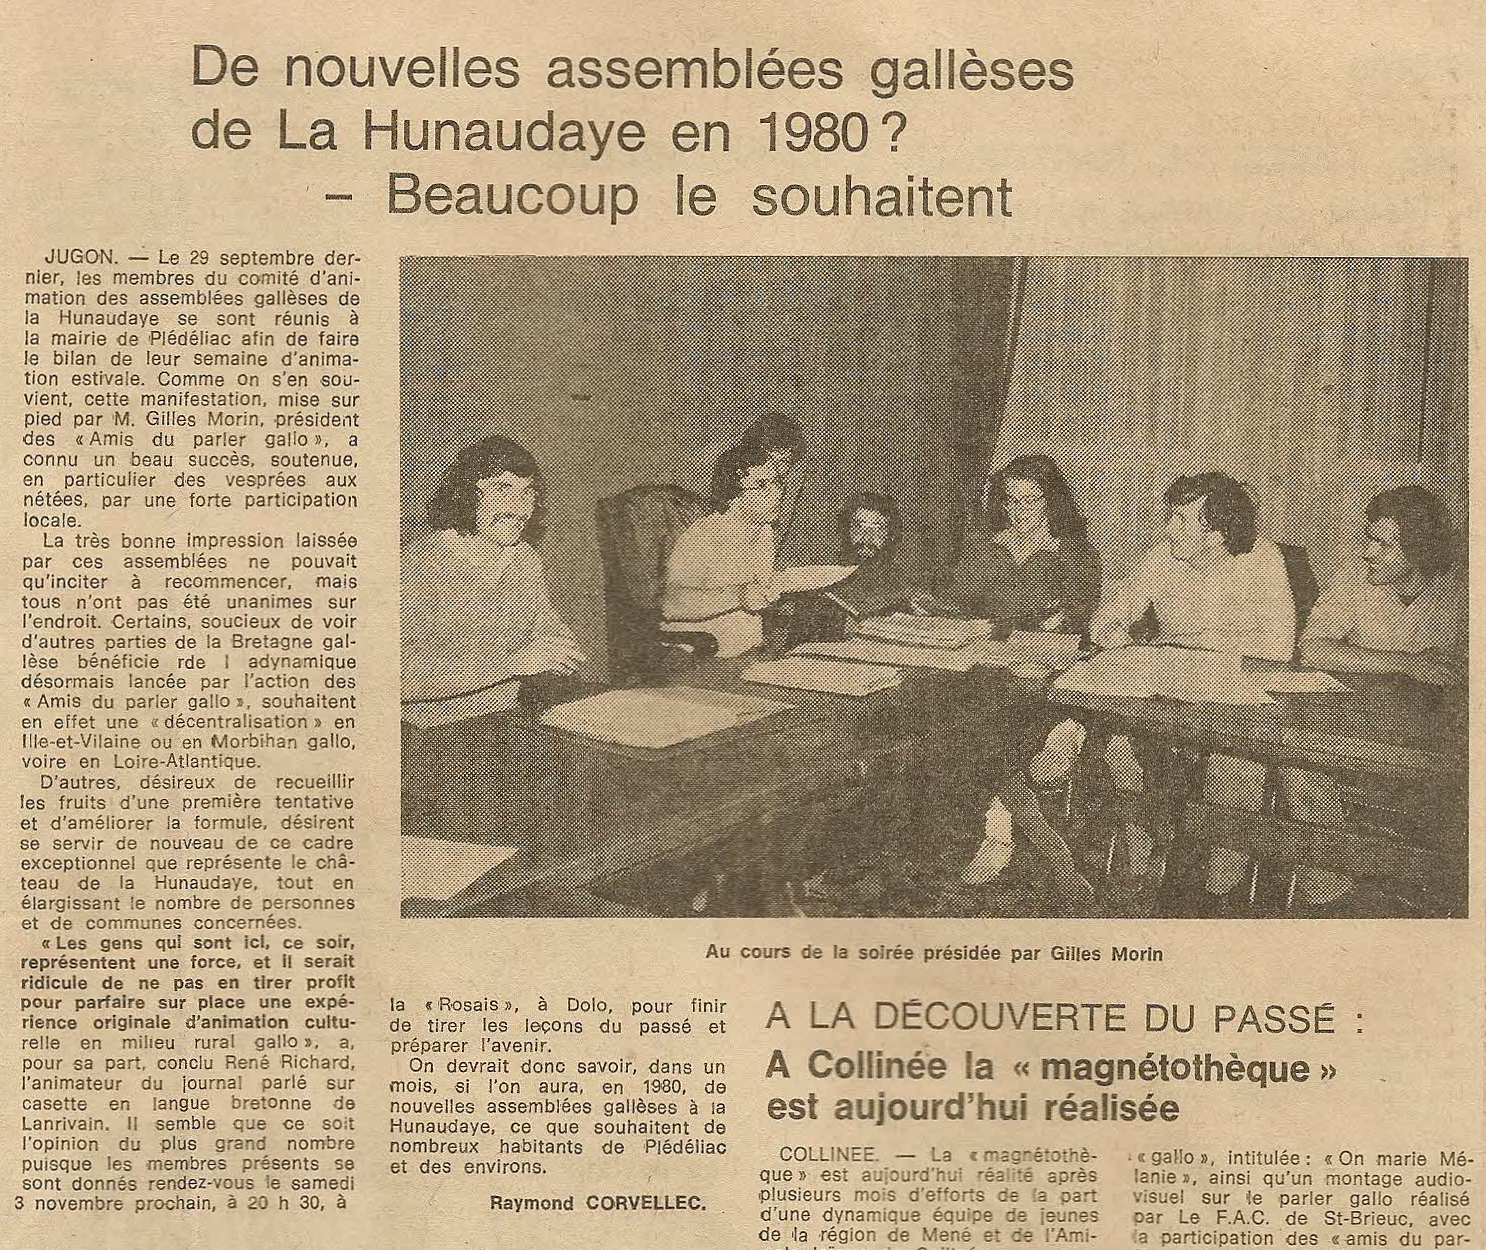 De nouvelles assemblées gallèses
de La Hunaudaye en 1980 ?
– Beaucoup le souhaitent
JUGON. — Le 29 septembre der-
nier, les membres du comité d'ani-
mation des assemblées gallèses de
la Hunaudaye se sont réunis à
la mairie de Plédéliac afin de faire
le bilan de leur semaine d'anima-
tion estivale. Comme on s'en sou-
vient, cette manifestation, mise sur
pied par M. Gilles Morin, président
des « Amis du parler gallo », a
connu un beau succès, soutenue,
en particulier des vesprées aux
nétées, par une forte participation
locale.
La très bonne impression laissée
par ces assemblées ne pouvait
qu'inciter à recommencer, mais
tous n'ont pas été unanimes sur
l'endroit. Certains, soucieux de voir
d'autres parties de la Bretagne gal-
lèse bénéficie rde l adynamique
désormais lancée par l'action des
« Amis du parler gallo », souhaitent
en effet une « décentralisation » en
Ille-et-Vilaine ou en Morbihan gallo,
voire en Loire-Atlantique.
D'autres, désireux de recueillir
les fruits d'une première tentative
et d'améliorer la formule, désirent
se servir de nouveau de ce cadre
exceptionnel que représente le châ-
teau de la Hunaudaye, tout en
élargissant le nombre de personnes
et de communes concernées.
« Les gens qui sont ici, ce soir,
représentent une force, et il serait
ridicule de ne pas en tirer profit
pour parfaire sur place une expé-
rience originale d'animation cultu-
relle en milieu rural gallo », a,
pour sa part, conclu René Richard,
l'animateur du journal parlé sur
casette en langue bretonne de
Lanrivain. Il semble que ce soit
l'opinion du plus grand nombre
puisque les membres présents se
sont donnés rendez-vous le samedi
3 novembre prochain, à 20 h 30, à
Au cours de la soirée présidée par Gilles Morin
la « Rosais », à Dolo, pour finir
de tirer les leçons du passé et
préparer l'avenir.
On devrait donc savoir, dans un
mois, si l'on aura, en 1980, de
nouvelles assemblées gallèses à la
Hunaudaye, ce que souhaitent de
nombreux habitants de Plédéliac
et des environs.
Raymond CORVELLEC.
A LA DÉCOUVERTE DU PASSÉ :
A Collinée la « magnétothèque »
est aujourd'hui réalisée
COLLINEE. — La « magnétothè-
que » est aujourd'hui réalité après
plusieurs mois d'efforts de la part
d'une dynamique équipe de jeunes
de la région de Mené et de l'Ami-
« gallo », intitulée : « On marie Mé-
lanie », ainsi qu'un montage audio-
visuel sur le parler gallo réalisé
par Le F.A.C. de St-Brieuc, avec
la participation des « amis du par-